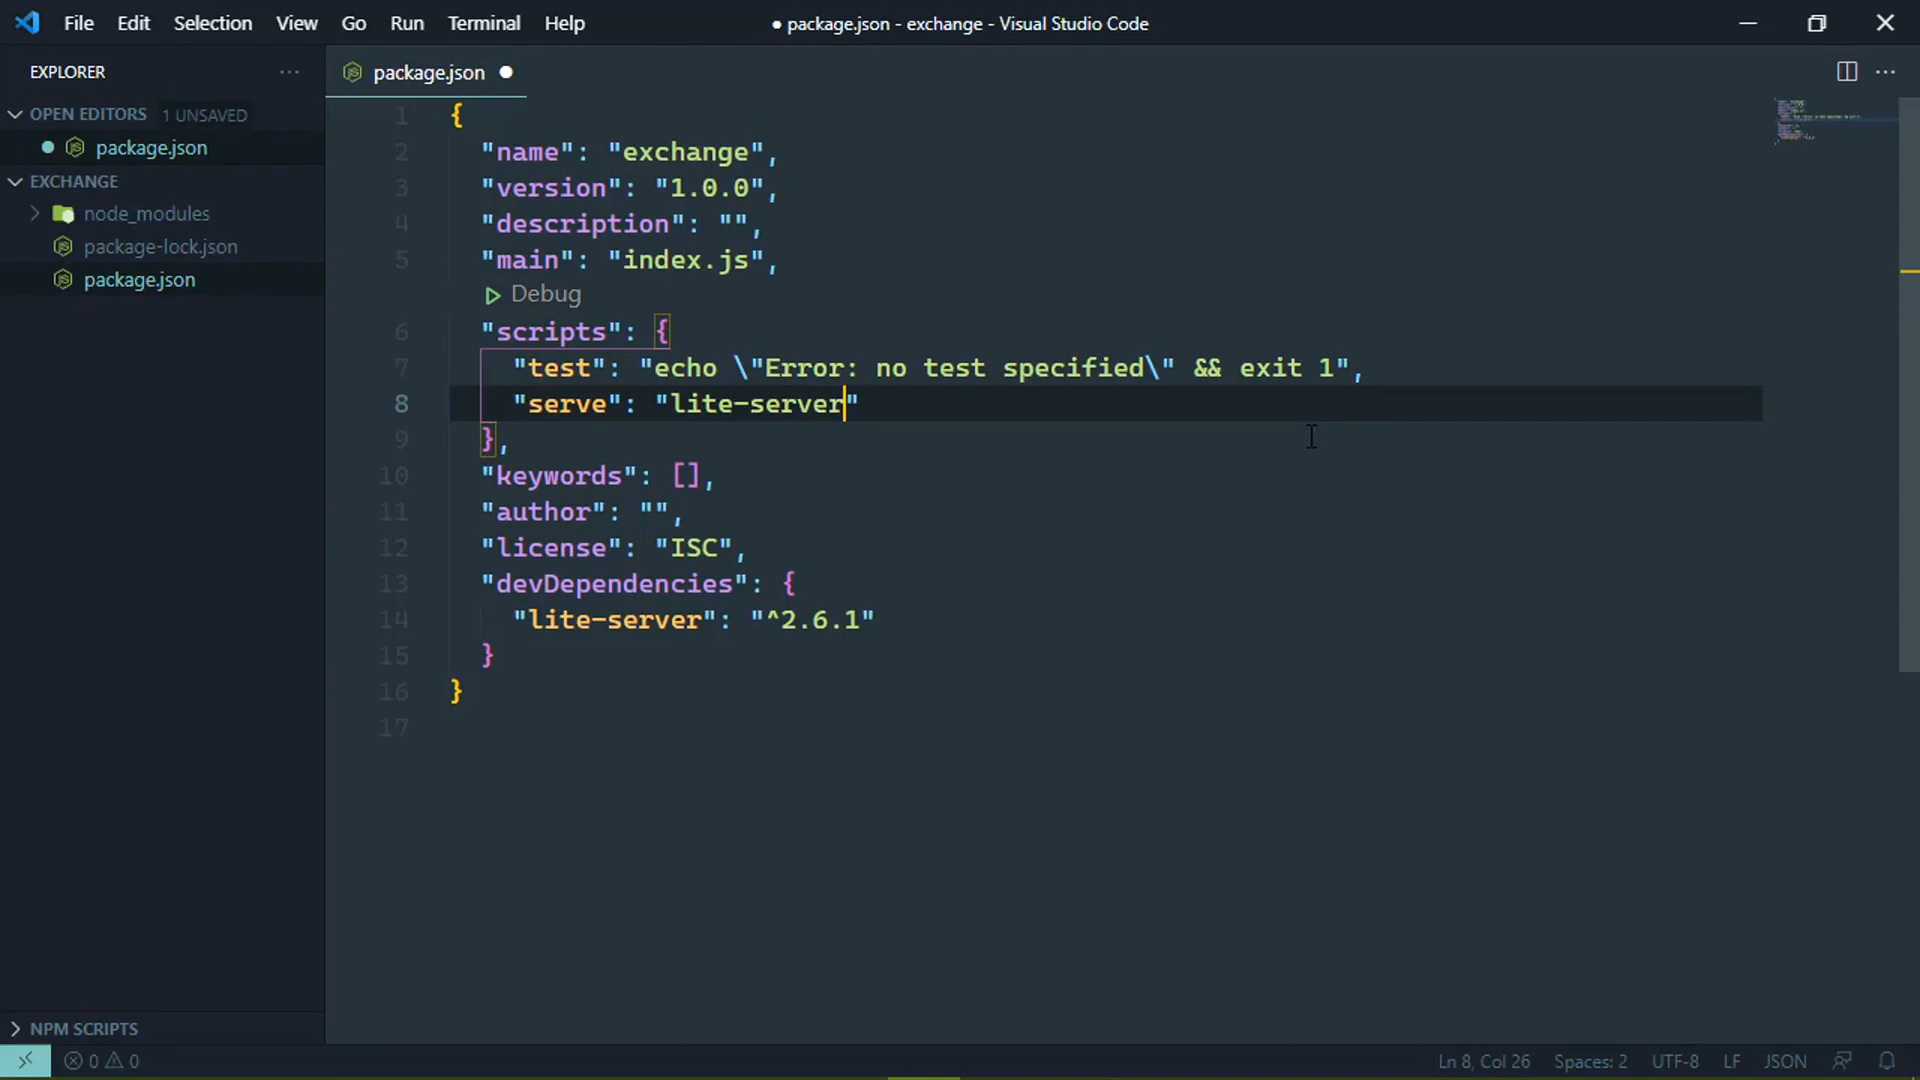 File Edit Selection View Go Run Terminal Help
● package.json - exchange - Visual Studio Code
EXPLORER
OPEN EDITORS 1 UNSAVED
package.json
EXCHANGE
node_modules
package-lock.json
package.json
NPM SCRIPTS
package.json
1 {
2 "name": "exchange",
3 "version": "1.0.0",
4 "description": "",
5 "main": "index.js",
Debug
6 "scripts": {
7 "test": "echo \"Error: no test specified\" && exit 1",
8 "serve": "lite-server"
9 },
10 "keywords": [],
11 "author": "",
12 "license": "ISC",
13 "devDependencies": {
14 "lite-server": "^2.6.1"
15 }
16 }
17
0 0
Ln 8, Col 26 Spaces: 2 UTF-8 LF JSON